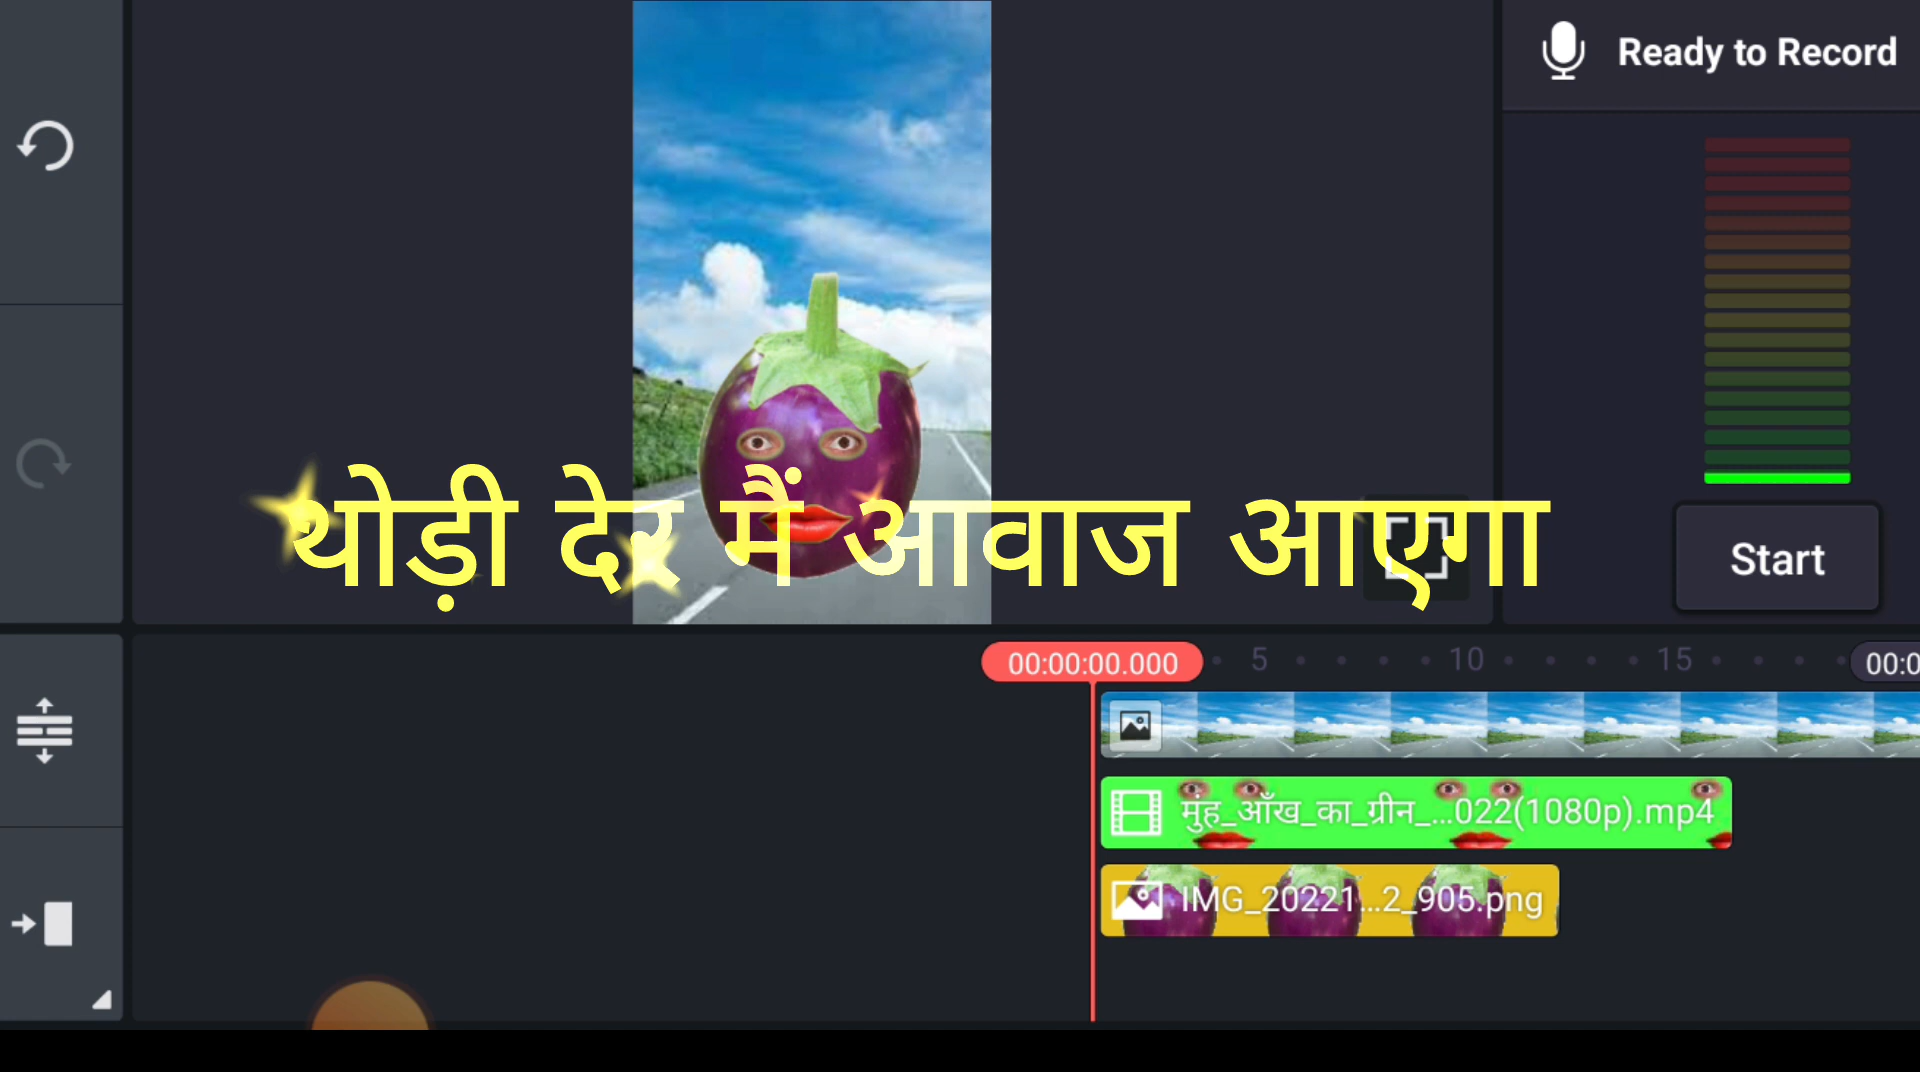 Ready to Record
थोड़ी देर मैं आवाज आएगा
Start
00:00:00.000
5
10
15
00:0
मुंह_आँख_का_ग्रीन_...022(1080p).mp4
IMG_20221...2_905.png